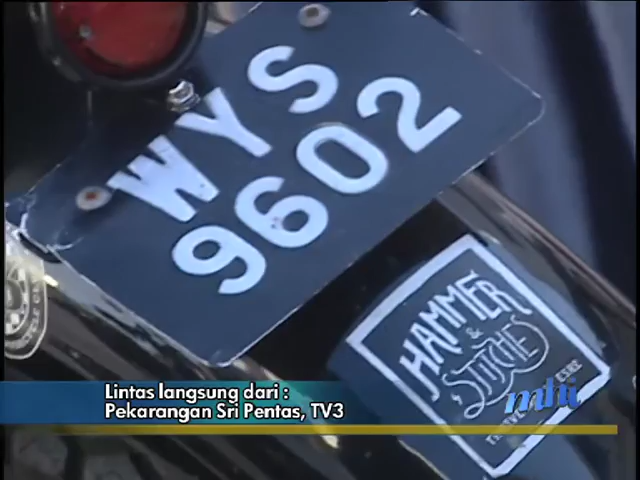 WYS
9602
HAMMER
&
STITCHES
mhi
Lintas langsung dari :
Pekarangan Sri Pentas, TV3